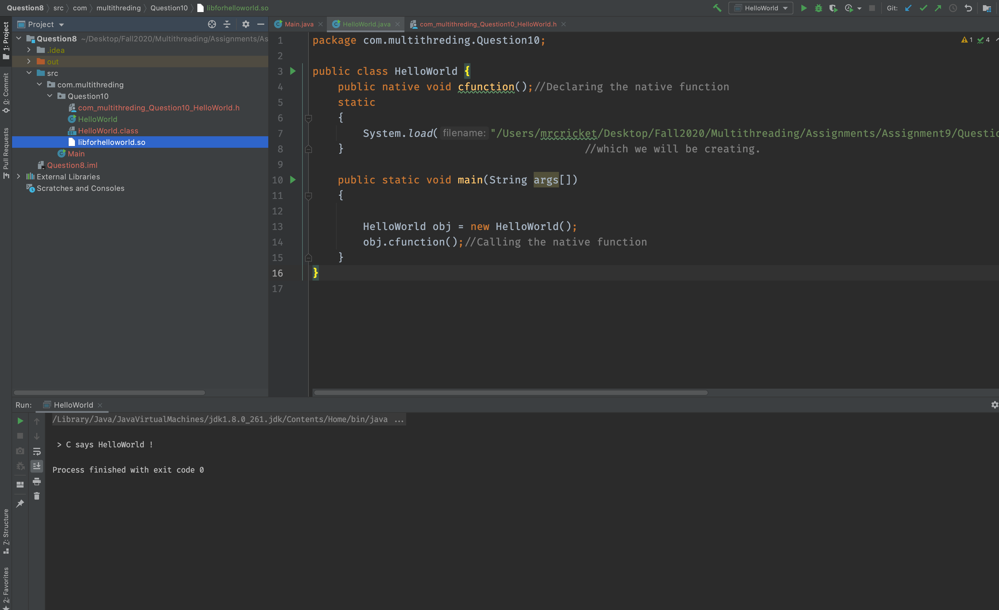 Question8 src com multithreding Question10 libforhelloworld.so HelloWorld Git:
Project Main.java HelloWorld.java com_multithreding_Question10_HelloWorld.h
1: Project
0: Commit
Pull Requests
7: Structure
2: Favorites
Question8 ~/Desktop/Fall2020/Multithreading/Assignments/As
.idea
out
src
com.multithreding
Question10
com_multithreding_Question10_HelloWorld.h
HelloWorld
HelloWorld.class
libforhelloworld.so
Main
Question8.iml
External Libraries
Scratches and Consoles
1 package com.multithreding.Question10; 1 4
2
3 public class HelloWorld {
4 public native void cfunction();//Declaring the native function
5 static
6 {
7 System.load( filename: "/Users/mrcricket/Desktop/Fall2020/Multithreading/Assignments/Assignment9/Questio
8 } //which we will be creating.
9
10 public static void main(String args[])
11 {
12
13 HelloWorld obj = new HelloWorld();
14 obj.cfunction();//Calling the native function
15 }
16 }
17
Run: HelloWorld
/Library/Java/JavaVirtualMachines/jdk1.8.0_261.jdk/Contents/Home/bin/java ...
> C says HelloWorld !
Process finished with exit code 0